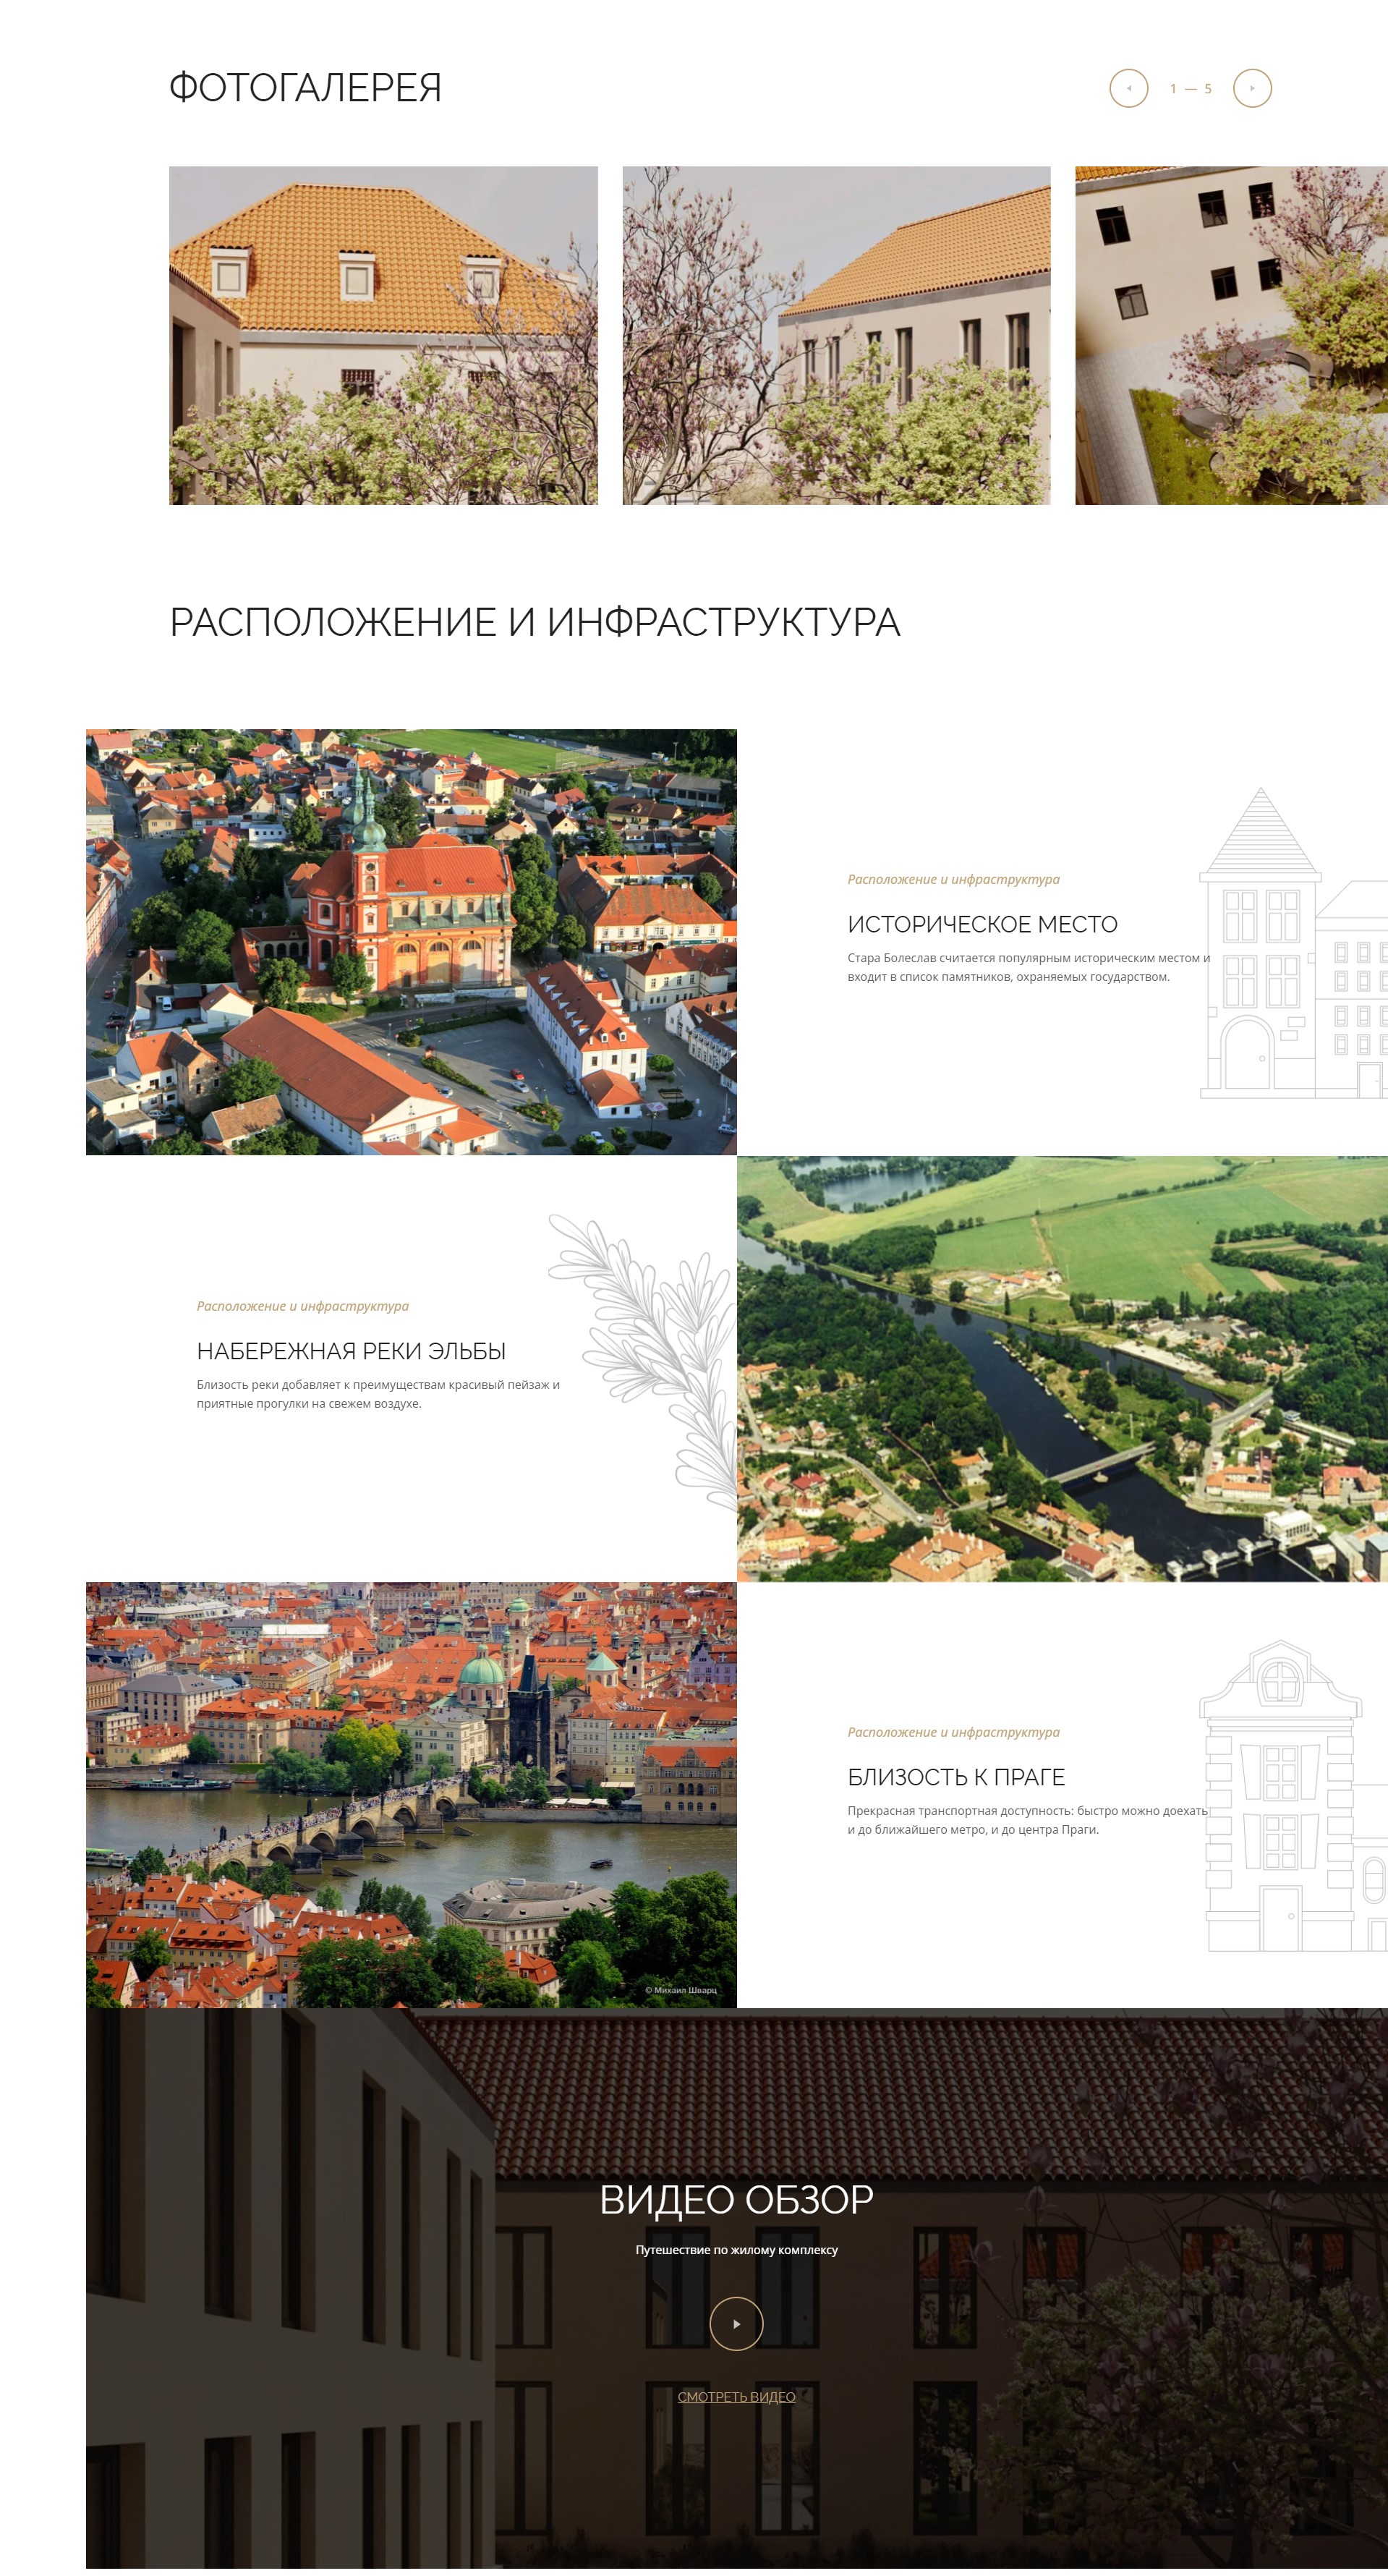 ФОТОГАЛЕРЕЯ
1 — 5
РАСПОЛОЖЕНИЕ И ИНФРАСТРУКТУРА
Расположение и инфраструктура
ИСТОРИЧЕСКОЕ МЕСТО
Стара Болеслав считается популярным историческим местом и
входит в список памятников, охраняемых государством.
Расположение и инфраструктура
НАБЕРЕЖНАЯ РЕКИ ЭЛЬБЫ
Близость реки добавляет к преимуществам красивый пейзаж и
приятные прогулки на свежем воздухе.
Расположение и инфраструктура
БЛИЗОСТЬ К ПРАГЕ
Прекрасная транспортная доступность: быстро можно доехать
и до ближайшего метро, и до центра Праги.
© Михаил Шварц
ВИДЕО ОБЗОР
Путешествие по жилому комплексу
СМОТРЕТЬ ВИДЕО